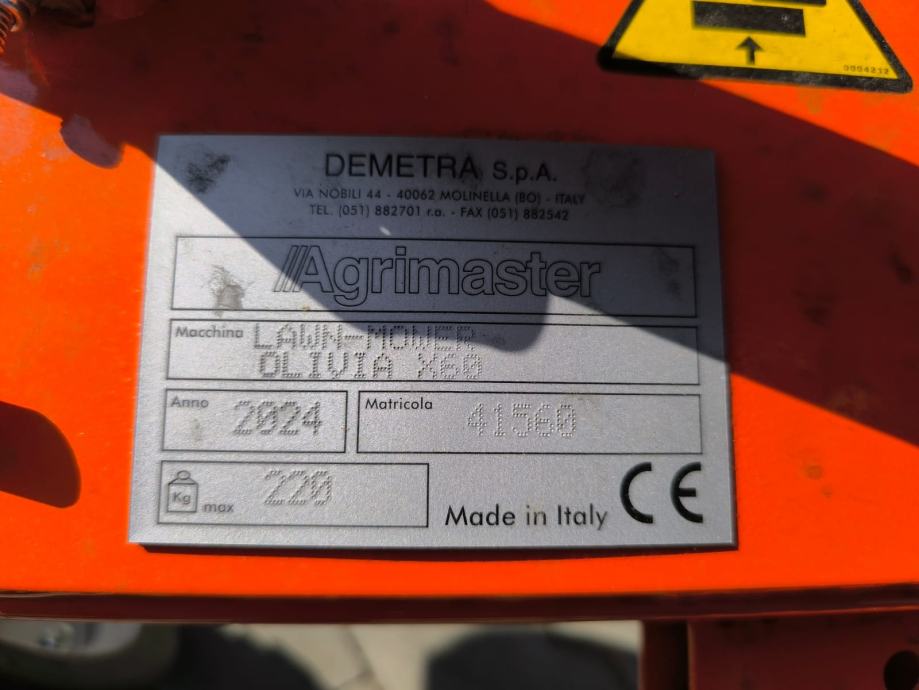 0004212
DEMETRA S.p.A.
VIA NOBILI 44 - 40062 MOLINELLA (BO) - ITALY
TEL. (051) 882701 r.a. - FAX (051) 882542
Agrimaster
Macchina LAWN-MOWER
OLIVIA X60
Anno 2024 Matricola 41560
Kg max 220
Made in Italy CE